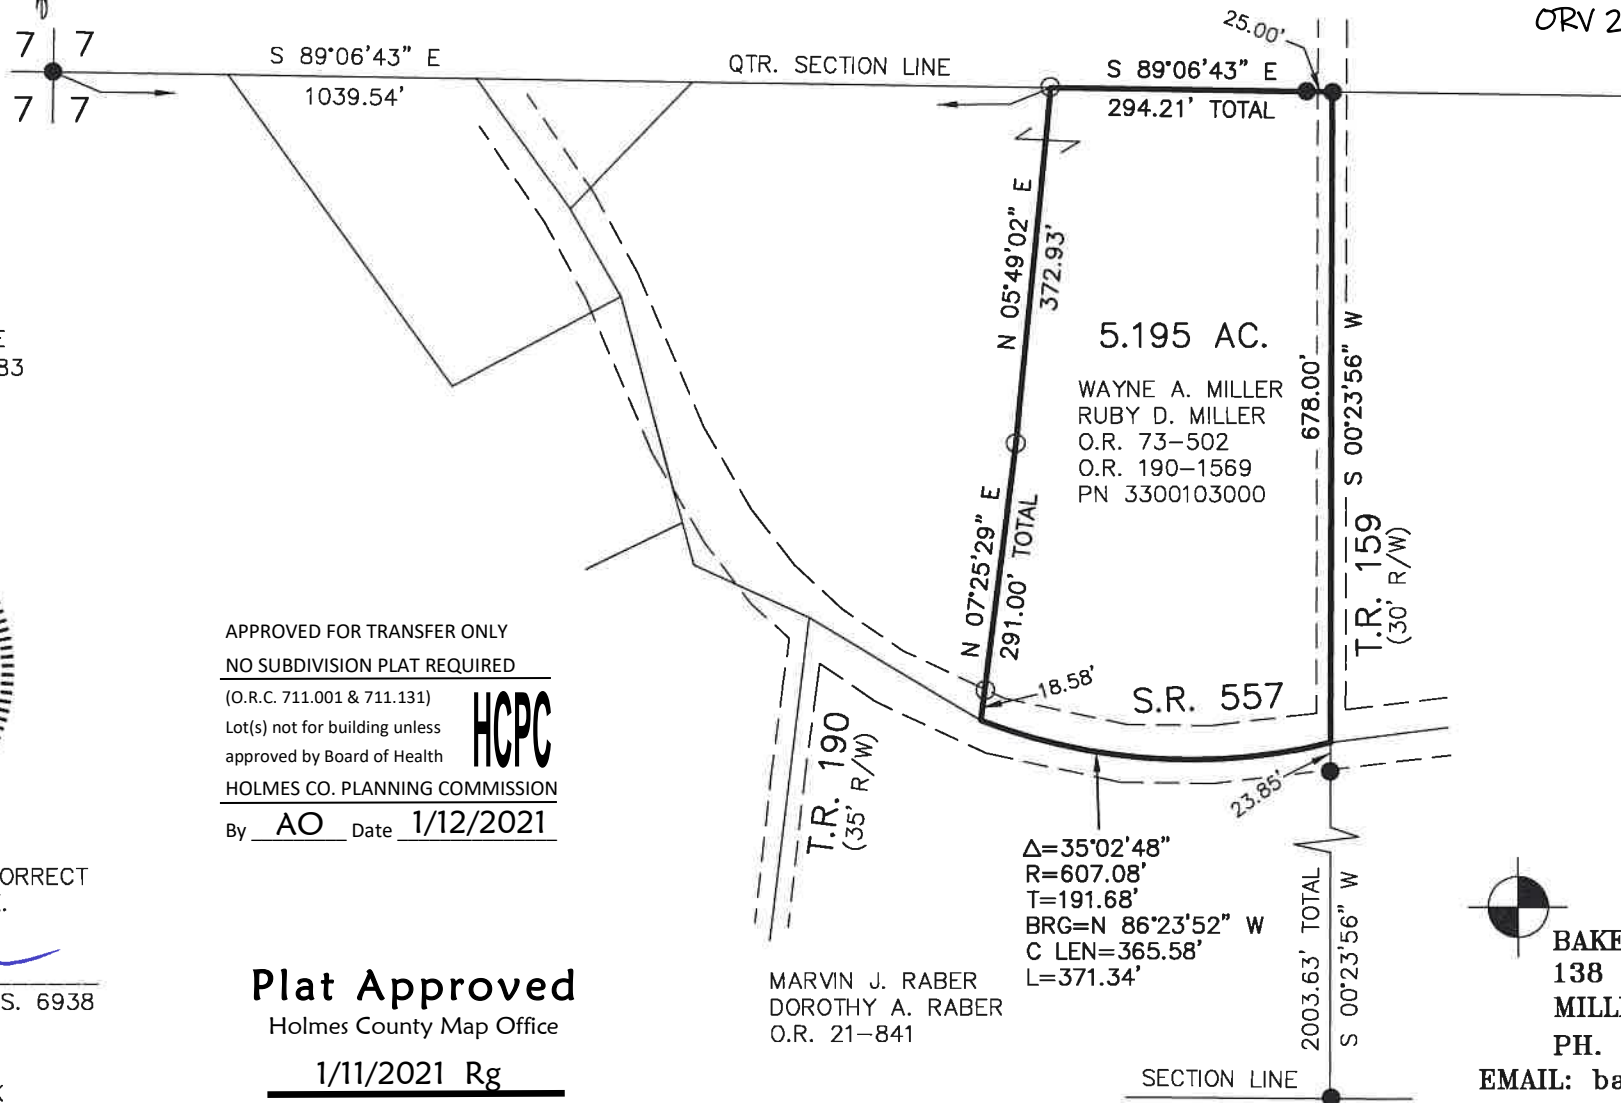 ORV 2
7 7
7 7
S 89°06'43" E
1039.54'
QTR. SECTION LINE
25.00'
S 89°06'43" E
294.21' TOTAL
N 05°49'02" E
372.93'
5.195 AC.
WAYNE A. MILLER
RUBY D. MILLER
O.R. 73-502
O.R. 190-1569
PN 3300103000
678.00'
S 00°23'56" W
T.R. 159
(30' R/W)
E
83
N 07°25'29" E
291.00' TOTAL
18.58'
S.R. 557
23.85'
APPROVED FOR TRANSFER ONLY
NO SUBDIVISION PLAT REQUIRED
(O.R.C. 711.001 & 711.131)
Lot(s) not for building unless
approved by Board of Health
HCPC
HOLMES CO. PLANNING COMMISSION
By AO Date 1/12/2021
T.R. 190
(35' R/W)
Δ=35°02'48"
R=607.08'
T=191.68'
BRG=N 86°23'52" W
C LEN=365.58'
L=371.34'
2003.63' TOTAL
S 00°23'56" W
ORRECT
S. 6938
Plat Approved
Holmes County Map Office
1/11/2021 Rg
MARVIN J. RABER
DOROTHY A. RABER
O.R. 21-841
SECTION LINE
BAKE
138
MILL
PH.
EMAIL: ba